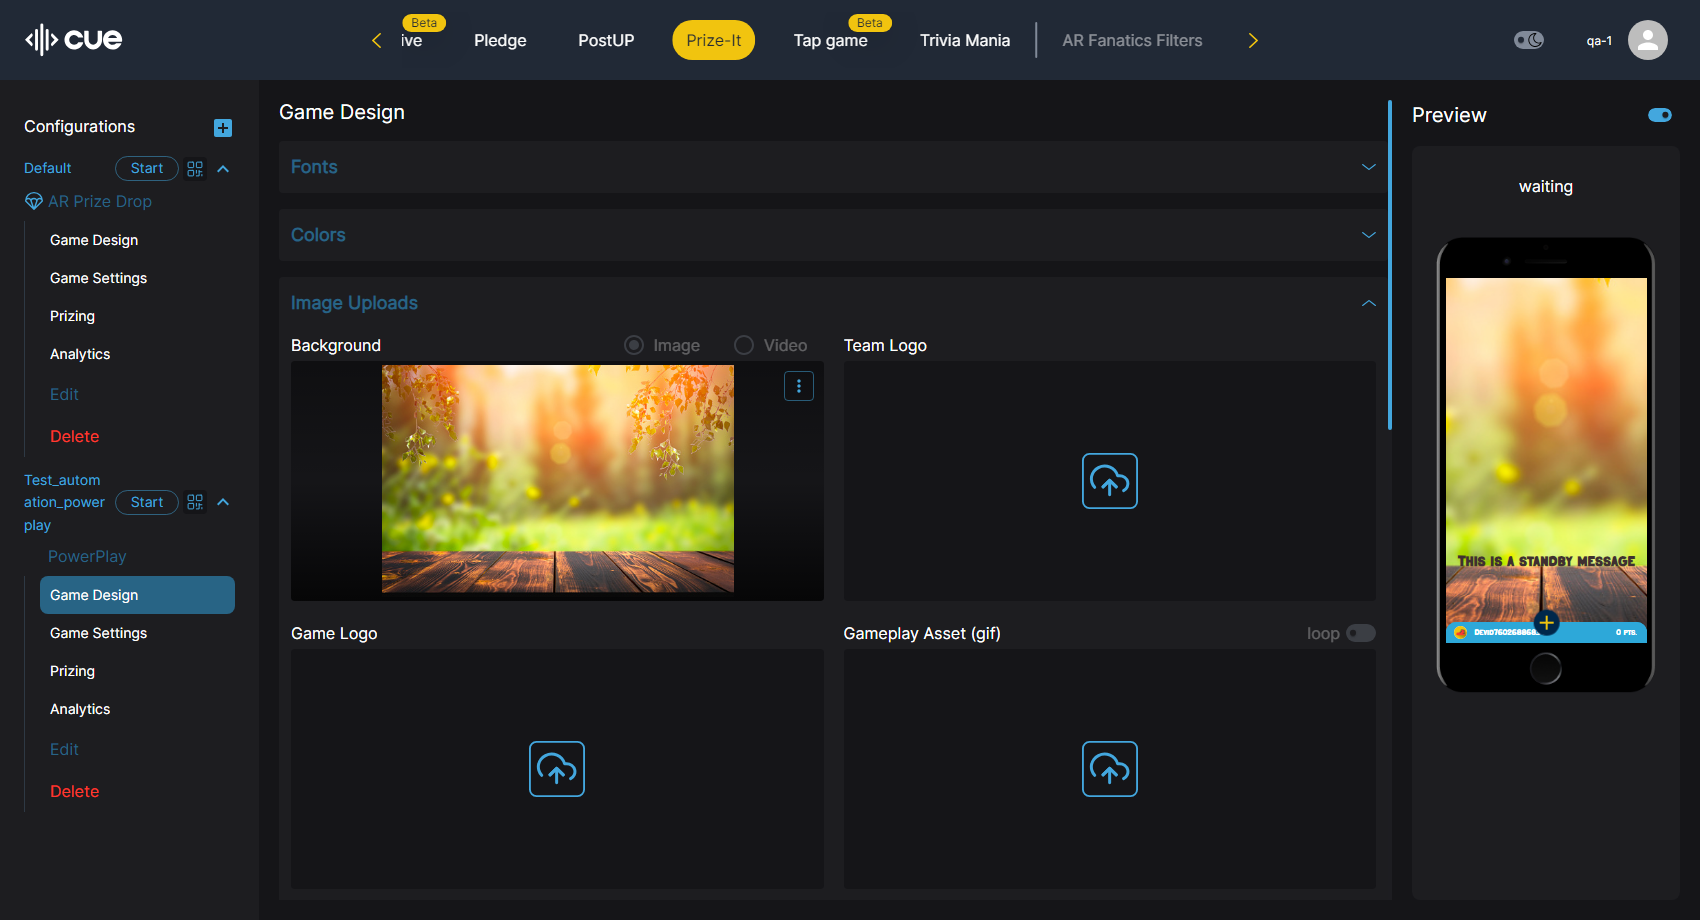 cue
ive
Beta
Pledge
PostUP
Prize-It
Tap game
Beta
Trivia Mania
AR Fanatics Filters
qa-1
Configurations
Default
Start
AR Prize Drop
Game Design
Game Settings
Prizing
Analytics
Edit
Delete
Test_autom
ation_power
play
Start
PowerPlay
Game Design
Game Settings
Prizing
Analytics
Edit
Delete
Game Design
Fonts
Colors
Image Uploads
Background
Image
Video
Team Logo
Game Logo
Gameplay Asset (gif)
loop
Preview
waiting
This is a standby message
0 pts.